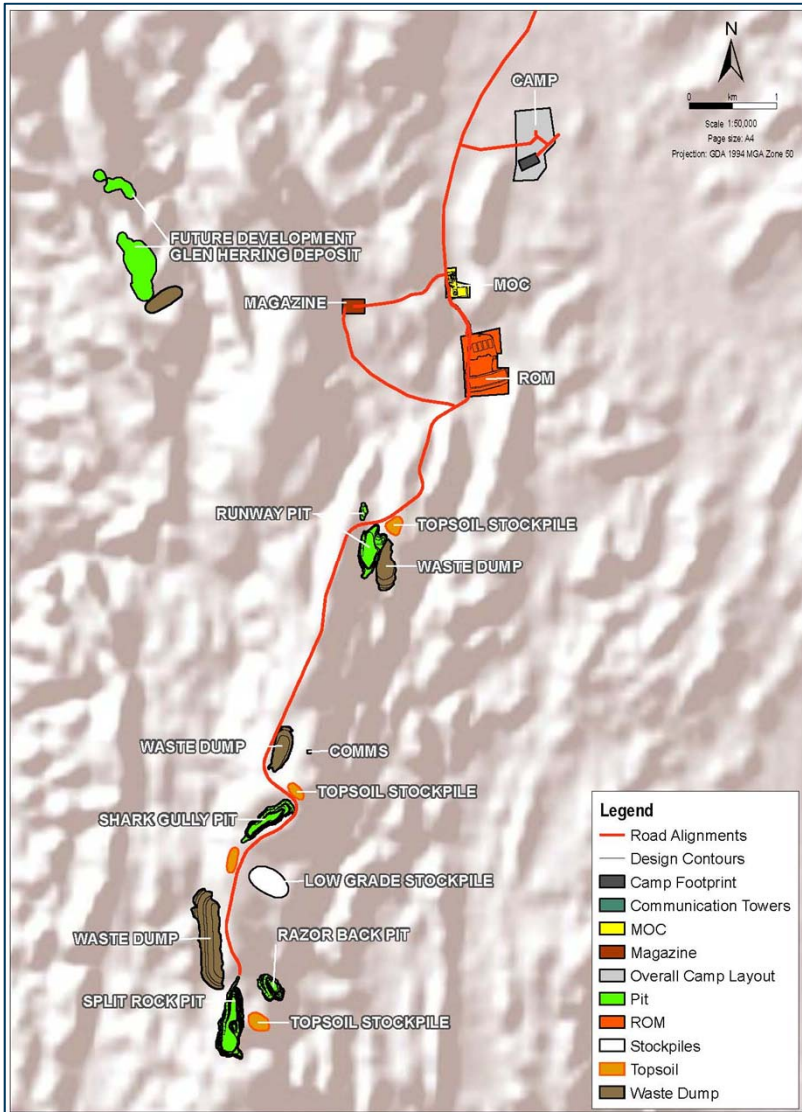 N
0 km 1
Scale 1:50,000
Page size: A4
Projection: GDA 1994 MGA Zone 50
CAMP
FUTURE DEVELOPMENT
GLEN HERRING DEPOSIT
MAGAZINE
MOC
ROM
RUNWAY PIT
TOPSOIL STOCKPILE
WASTE DUMP
WASTE DUMP
COMMS
TOPSOIL STOCKPILE
SHARK GULLY PIT
LOW GRADE STOCKPILE
WASTE DUMP
RAZOR BACK PIT
SPLIT ROCK PIT
TOPSOIL STOCKPILE
Legend
Road Alignments
Design Contours
Camp Footprint
Communication Towers
MOC
Magazine
Overall Camp Layout
Pit
ROM
Stockpiles
Topsoil
Waste Dump